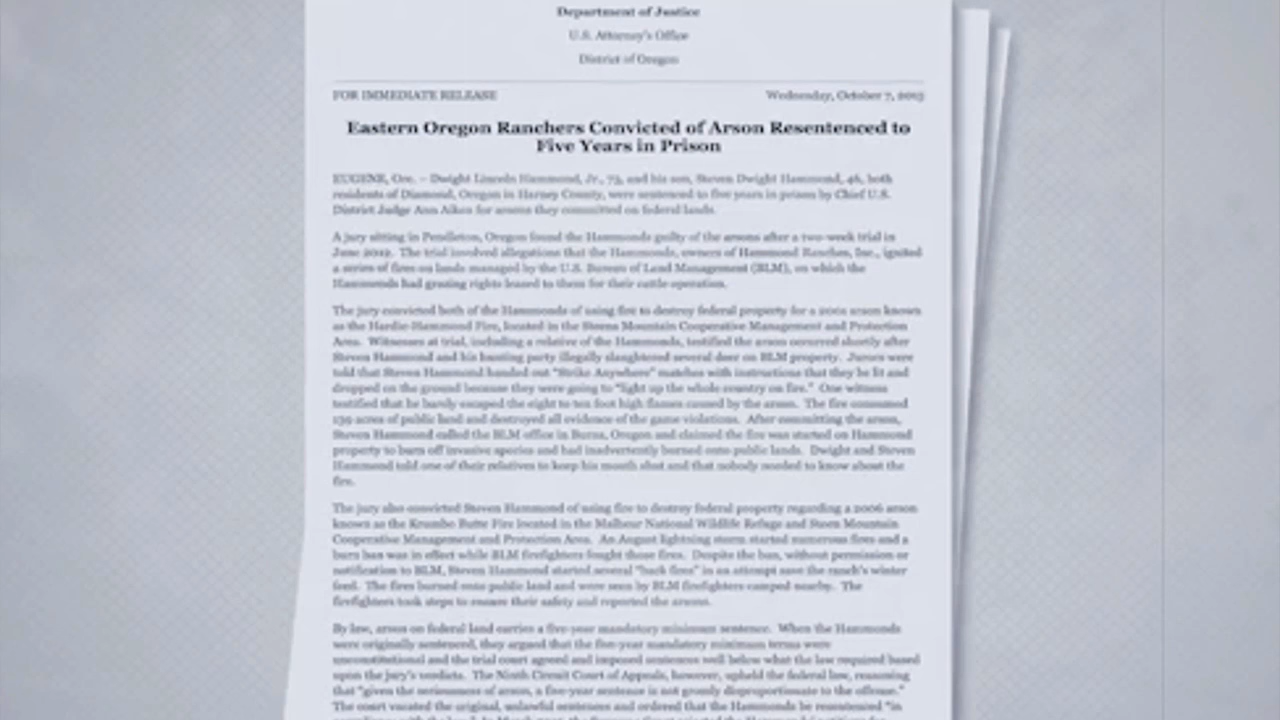 Department of Justice
U.S. Attorney's Office
District of Oregon
FOR IMMEDIATE RELEASE
Wednesday, October 7, 2015
Eastern Oregon Ranchers Convicted of Arson Resentenced to
Five Years in Prison
EUGENE, Ore. – Dwight Lincoln Hammond, Jr., 73, and his son, Steven Dwight Hammond, 46, both
residents of Diamond, Oregon in Harney County, were sentenced to five years in prison by Chief U.S.
District Judge Ann Aiken for arsons they committed on federal lands.
A jury sitting in Pendleton, Oregon found the Hammonds guilty of the arsons after a two-week trial in
June 2012. The trial involved allegations that the Hammonds, owners of Hammond Ranches, Inc., ignited
a series of fires on lands managed by the U.S. Bureau of Land Management (BLM), on which the
Hammonds had grazing rights leased to them for their cattle operation.
The jury convicted both of the Hammonds of using fire to destroy federal property for a 2001 arson known
as the Hardie-Hammond Fire, located in the Steens Mountain Cooperative Management and Protection
Area. Witnesses at trial, including a relative of the Hammonds, testified the arson occurred shortly after
Steven Hammond and his hunting party illegally slaughtered several deer on BLM property. Jurors were
told that Steven Hammond handed out "Strike Anywhere" matches with instructions that they be lit and
dropped on the ground because they were going to "light up the whole country on fire." One witness
testified that he barely escaped the eight to ten foot high flames caused by the arson. The fire consumed
139 acres of public land and destroyed all evidence of the game violations. After committing the arson,
Steven Hammond called the BLM office in Burns, Oregon and claimed the fire was started on Hammond
property to burn off invasive species and had inadvertently burned onto public lands. Dwight and Steven
Hammond told one of their relatives to keep his mouth shut and that nobody needed to know about the
fire.
The jury also convicted Steven Hammond of using fire to destroy federal property regarding a 2006 arson
known as the Krumbo Butte Fire located in the Malheur National Wildlife Refuge and Steen Mountain
Cooperative Management and Protection Area. An August lightning storm started numerous fires and a
burn ban was in effect while BLM firefighters fought those fires. Despite the ban, without permission or
notification to BLM, Steven Hammond started several "back fires" in an attempt save the ranch's winter
feed. The fires burned onto public land and were seen by BLM firefighters camped nearby. The
firefighters took steps to ensure their safety and reported the arsons.
By law, arson on federal land carries a five-year mandatory minimum sentence. When the Hammonds
were originally sentenced, they argued that the five-year mandatory minimum terms were
unconstitutional and the trial court agreed and imposed sentences well below what the law required based
upon the jury's verdicts. The Ninth Circuit Court of Appeals, however, upheld the federal law, reasoning
that "given the seriousness of arson, a five-year sentence is not grossly disproportionate to the offense."
The court vacated the original, unlawful sentences and ordered that the Hammonds be resentenced "in